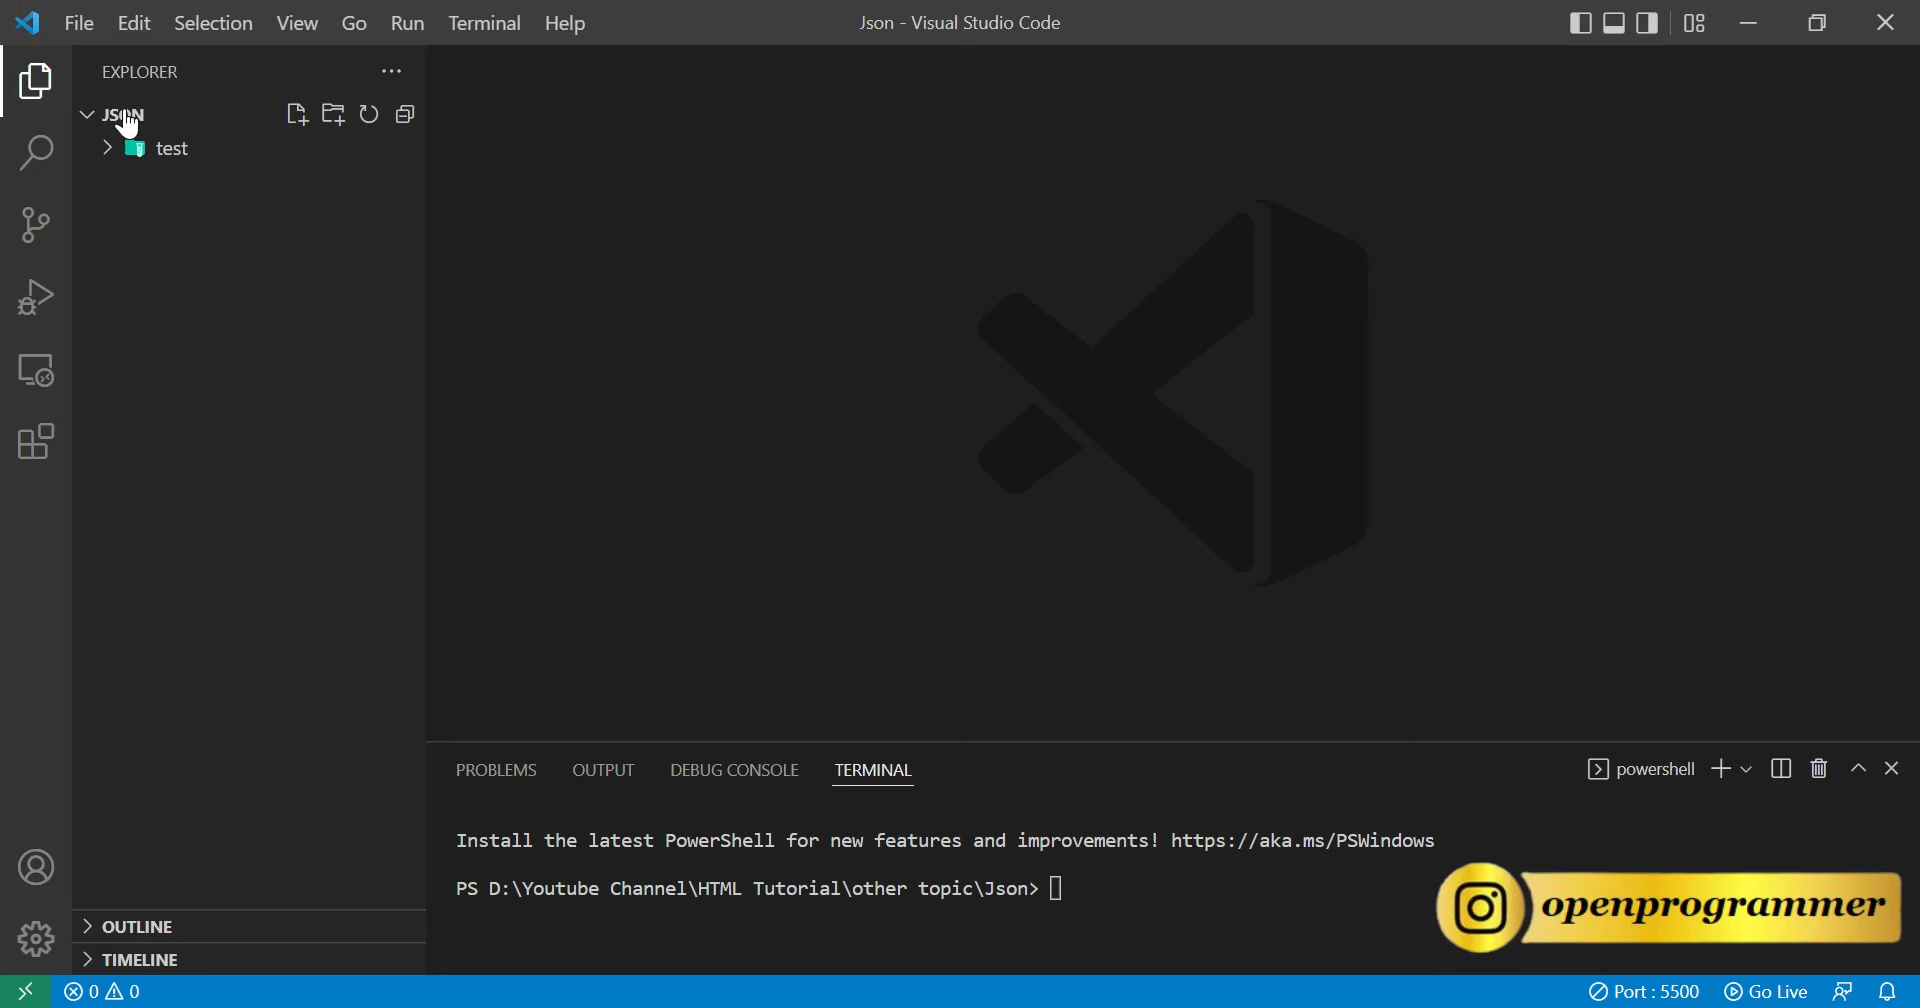 File Edit Selection View Go Run Terminal Help Json - Visual Studio Code
EXPLORER
JSON
test
OUTLINE
TIMELINE
PROBLEMS OUTPUT DEBUG CONSOLE TERMINAL powershell
Install the latest PowerShell for new features and improvements! https://aka.ms/PSWindows
PS D:\Youtube Channel\HTML Tutorial\other topic\Json>
openprogrammer
0 0 Port : 5500 Go Live